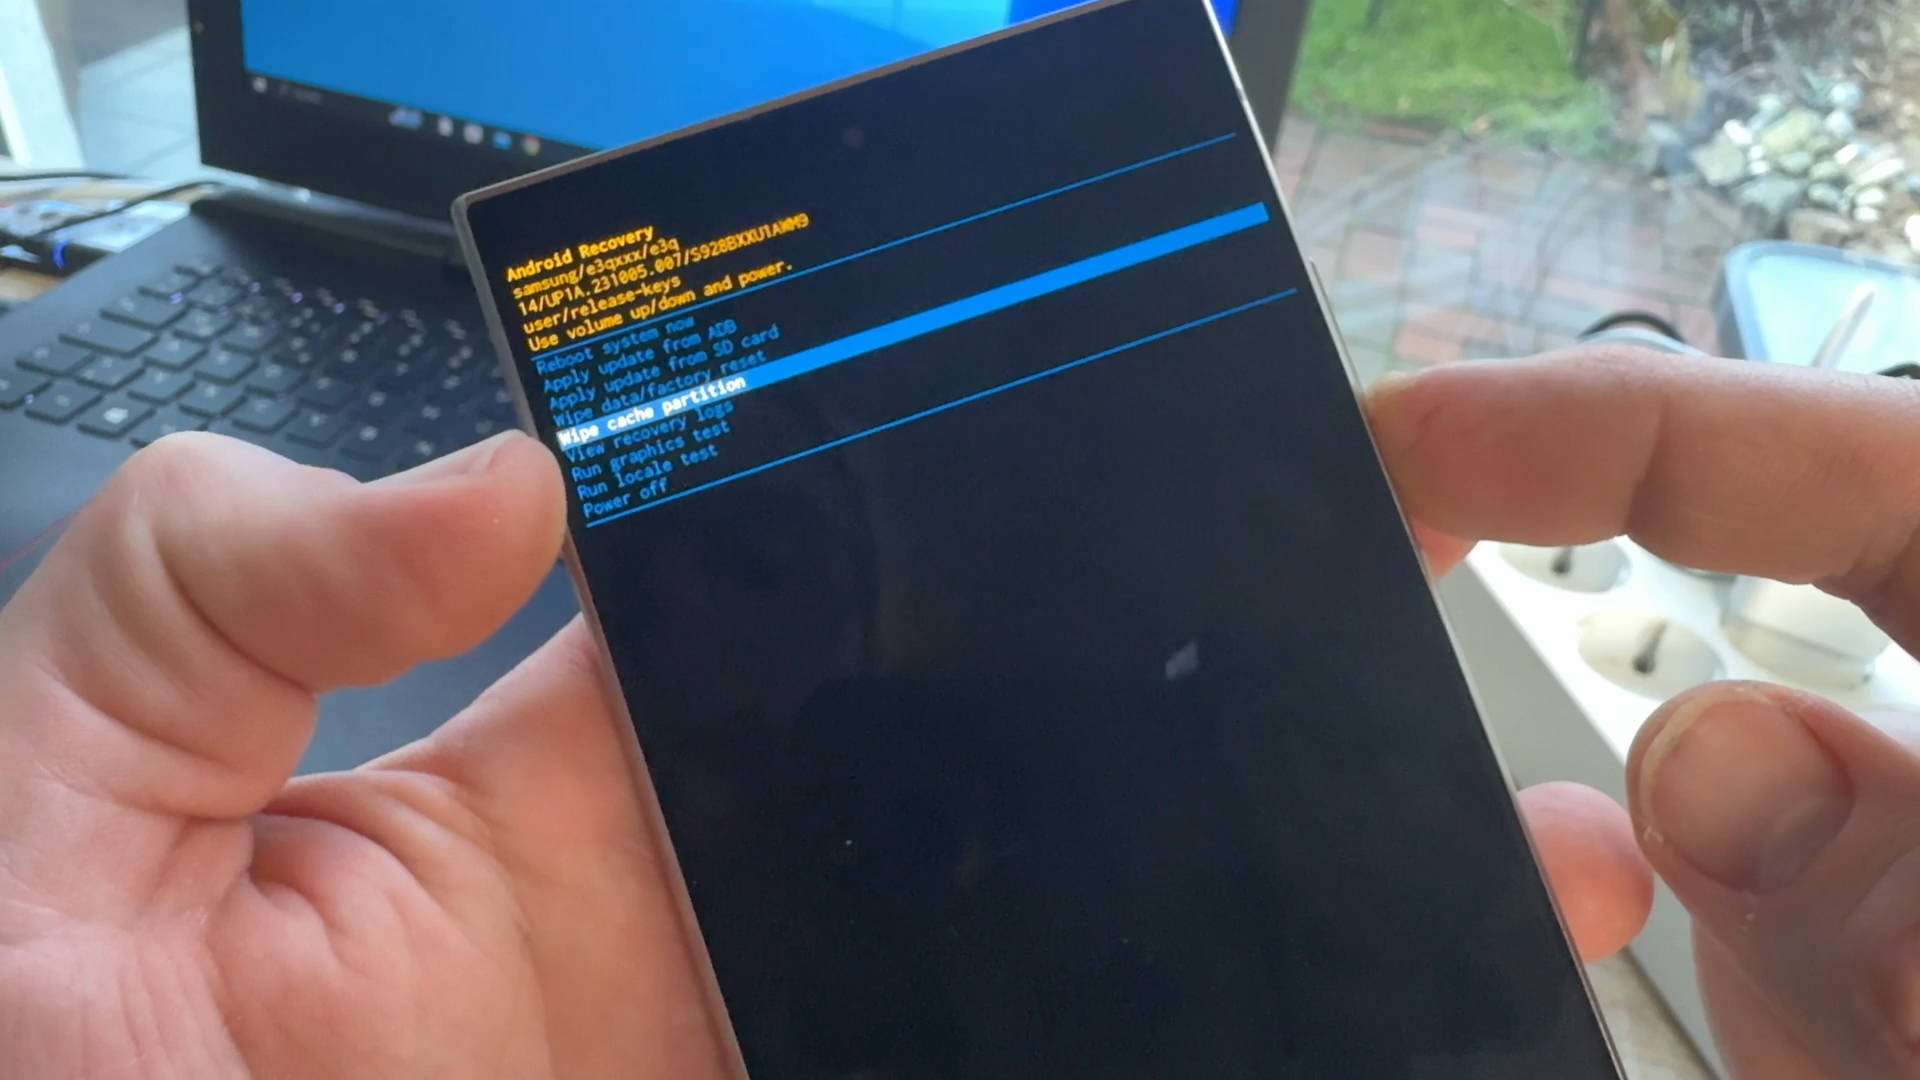 Android Recovery
samsung/e3qxxx/e3q
14/UP1A.231005.007/S928BXXU1AWM9
user/release-keys
Use volume up/down and power.
Reboot system now
Apply update from ADB
Apply update from SD card
Wipe data/factory reset
Wipe cache partition
View recovery logs
Run graphics test
Run locale test
Power off